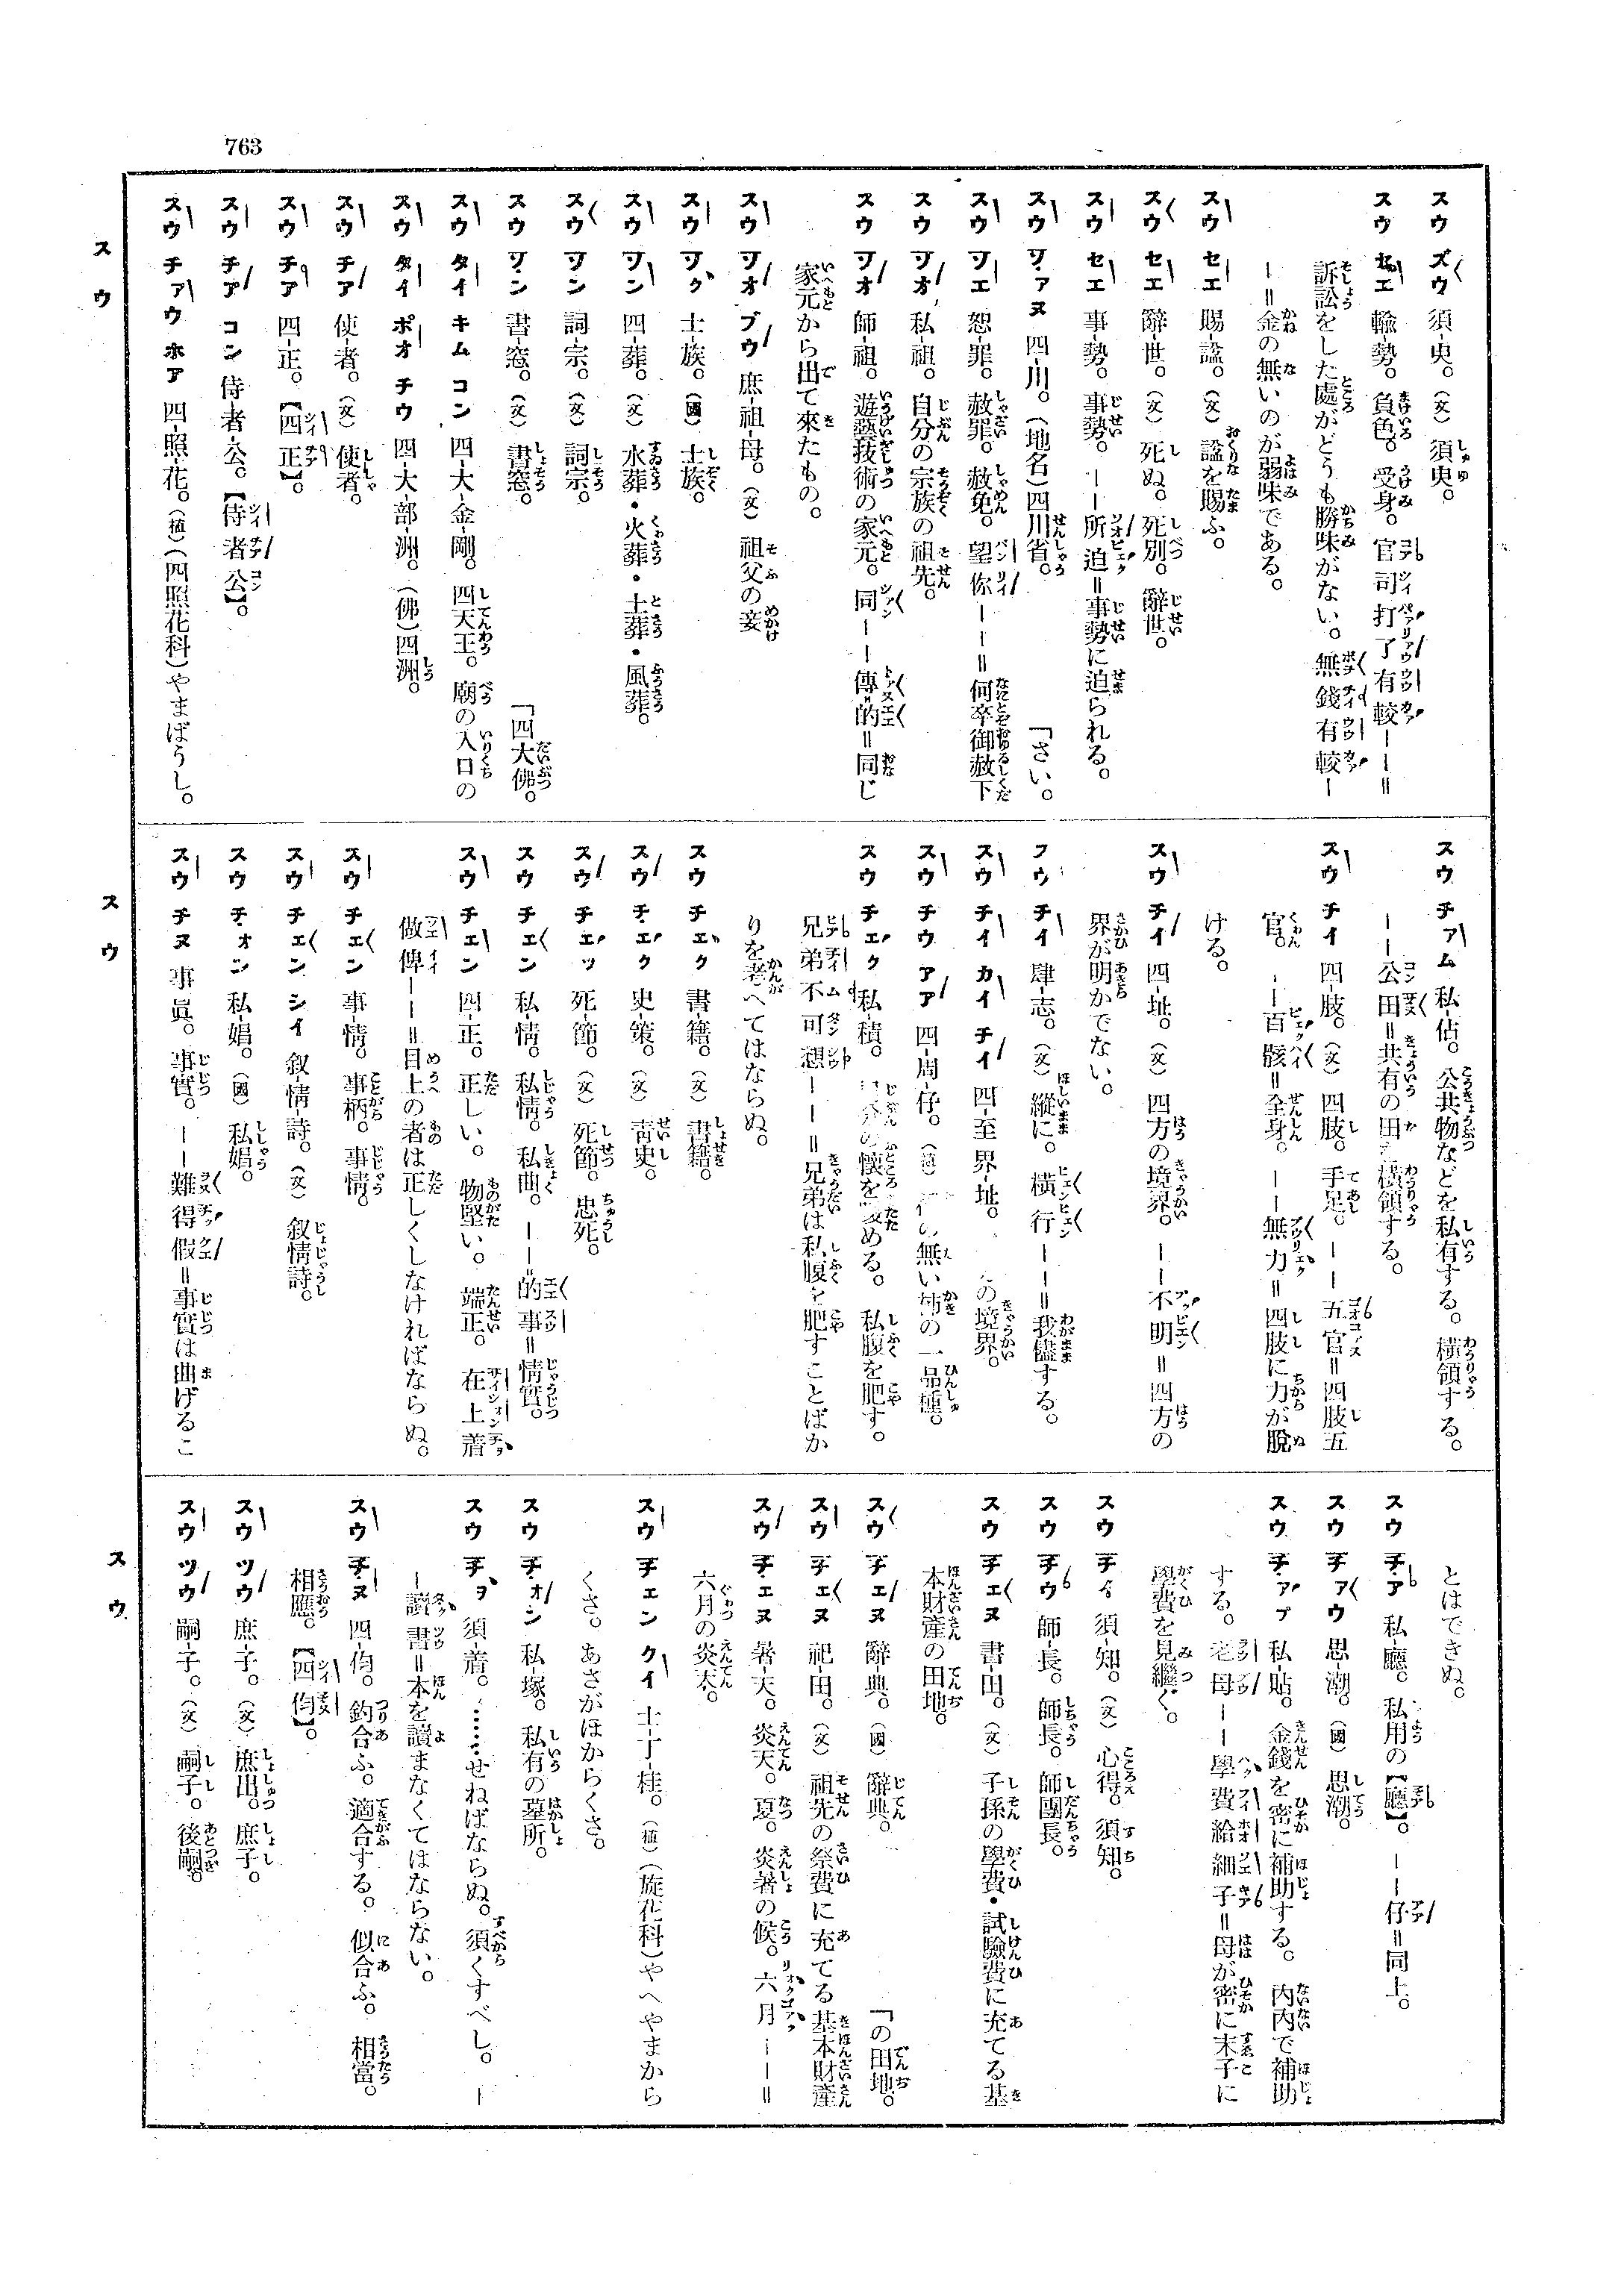 763
スウ ズウ 須-臾。（文）須臾。
スウ セエ 輸-勢。負色。受身。官司打了有較——＝
訴訟をした處がどうも勝味がない。無錢有較—
—＝金の無いのが弱味である。
スウ セエ 賜-諡。（文）諡を賜ふ。
スウ セエ 辭-世。（文）死ぬ。死別。辭世。
スウ セエ 事-勢。事勢。——所迫＝事勢に迫られる。
スウ ツァヌ 四-川。（地名）四川省。
「さい。
スウ ツエ 恕-罪。赦罪。赦免。望你——＝何卒御赦下
スウ ツオ 私-祖。自分の宗族の祖先。
スウ ツオ 師-祖。遊藝技術の家元。同——傳的＝同じ
家元から出て來たもの。
スウ ツオ ブウ 庶-祖-母。（文）祖父の妾
スウ ツク 士-族。（國）士族。
スウ ツン 四-葬。（文）水葬・火葬・土葬・風葬。
スウ ツン 詞-宗。（文）詞宗。
スウ ツン 書-窓。（文）書窓。
「四大佛。
スウ タイ キム コン 四-大-金-剛。四天王。廟の入口の
スウ タイ ポオ チウ 四-大-部-洲。（佛）四洲。
スウ チア 使-者。（文）使者。
スウ チア 四-正。【四正】。
スウ チア コン 侍-者-公。【侍者公】。
スウ チァウ ホア 四-照-花。（植）（四照花科）やまばうし。
スウ チァム 私-佔。公共物などを私有する。横領する。
——公田＝共有の田を横領する。
スウ チイ 四-肢。（文）四肢。手足。——五官＝四肢五
官。——百骸＝全身。——無力＝四肢に力が脫
ける。
スウ チイ 四-址。（文）四方の境界。——不明＝四方の
界が明かでない。
スウ チイ 肆-志。（文）縱に。横行——＝我儘する。
スウ チイ カイ チイ 四-至-界-址。の境界。
スウ チウ アア 四-周-仔。の無い柿の一品種。
スウ チェク 私-積。の懷を める。私腹を肥す。
兄弟不可想——＝兄弟は私腹を肥すことばか
りを考へてはならぬ。
スウ チェク 書-籍。（文）書籍。
スウ チェク 史-策。（文）靑史。
スウ チェッ 死-節。（文）死節。忠死。
スウ チェン 私-情。私情。私曲。——的事＝情實。
スウ チェン 四-正。正しい。物堅い。端正。在上着
做俾——＝目上の者は正しくしなければならぬ。
スウ チェン 事-情。事柄。事情。
スウ チェン シイ 叙-情-詩。（文）叙情詩。
スウ チォン 私-娼。（國）私娼。
スウ チヌ 事-眞。事實。——難得假＝事實は曲げるこ
とはできぬ。
スウ チア 私-廳。私用の【廳】。——仔＝同上。
スウ チァウ 思-潮。（國）思潮。
スウ チァプ 私-貼。金錢を密に補助する。內內で補助
する。老母——學費給細子＝母が密に末子に
學費を見繼ぐ。
スウ チイ 須-知。（文）心得。須知。
スウ チウ 師-長。師長。師團長。
スウ チェヌ 書-田。（文）子孫の學費・試驗費に充てる基
本財產の田地。
「の田地。
スウ チェヌ 辭-典。（國）辭典。
スウ チェヌ 祀-田。（文）祖先の祭費に充てる基本財產
スウ チェヌ 暑-天。炎天。夏。炎暑の候。六月——＝
六月の炎天。
スウ チェン クイ 士-丁-桂。（植）（旋花科）やへやまから
くさ。あさがほからくさ。
スウ チォン 私-塚。私有の墓所。
スウ チヲ 須-着。……せねばならぬ。須くすべし。—
—讀書＝本を讀まなくてはならない。
スウ チヌ 四-伨。釣合ふ。適合する。似合ふ。相當。
相應。【四伨】。
スウ ツウ 庶-子。（文）庶出。庶子。
スウ ツウ 嗣-子。（文）嗣子。後嗣。
ス ウ
ス ウ
ス ウ